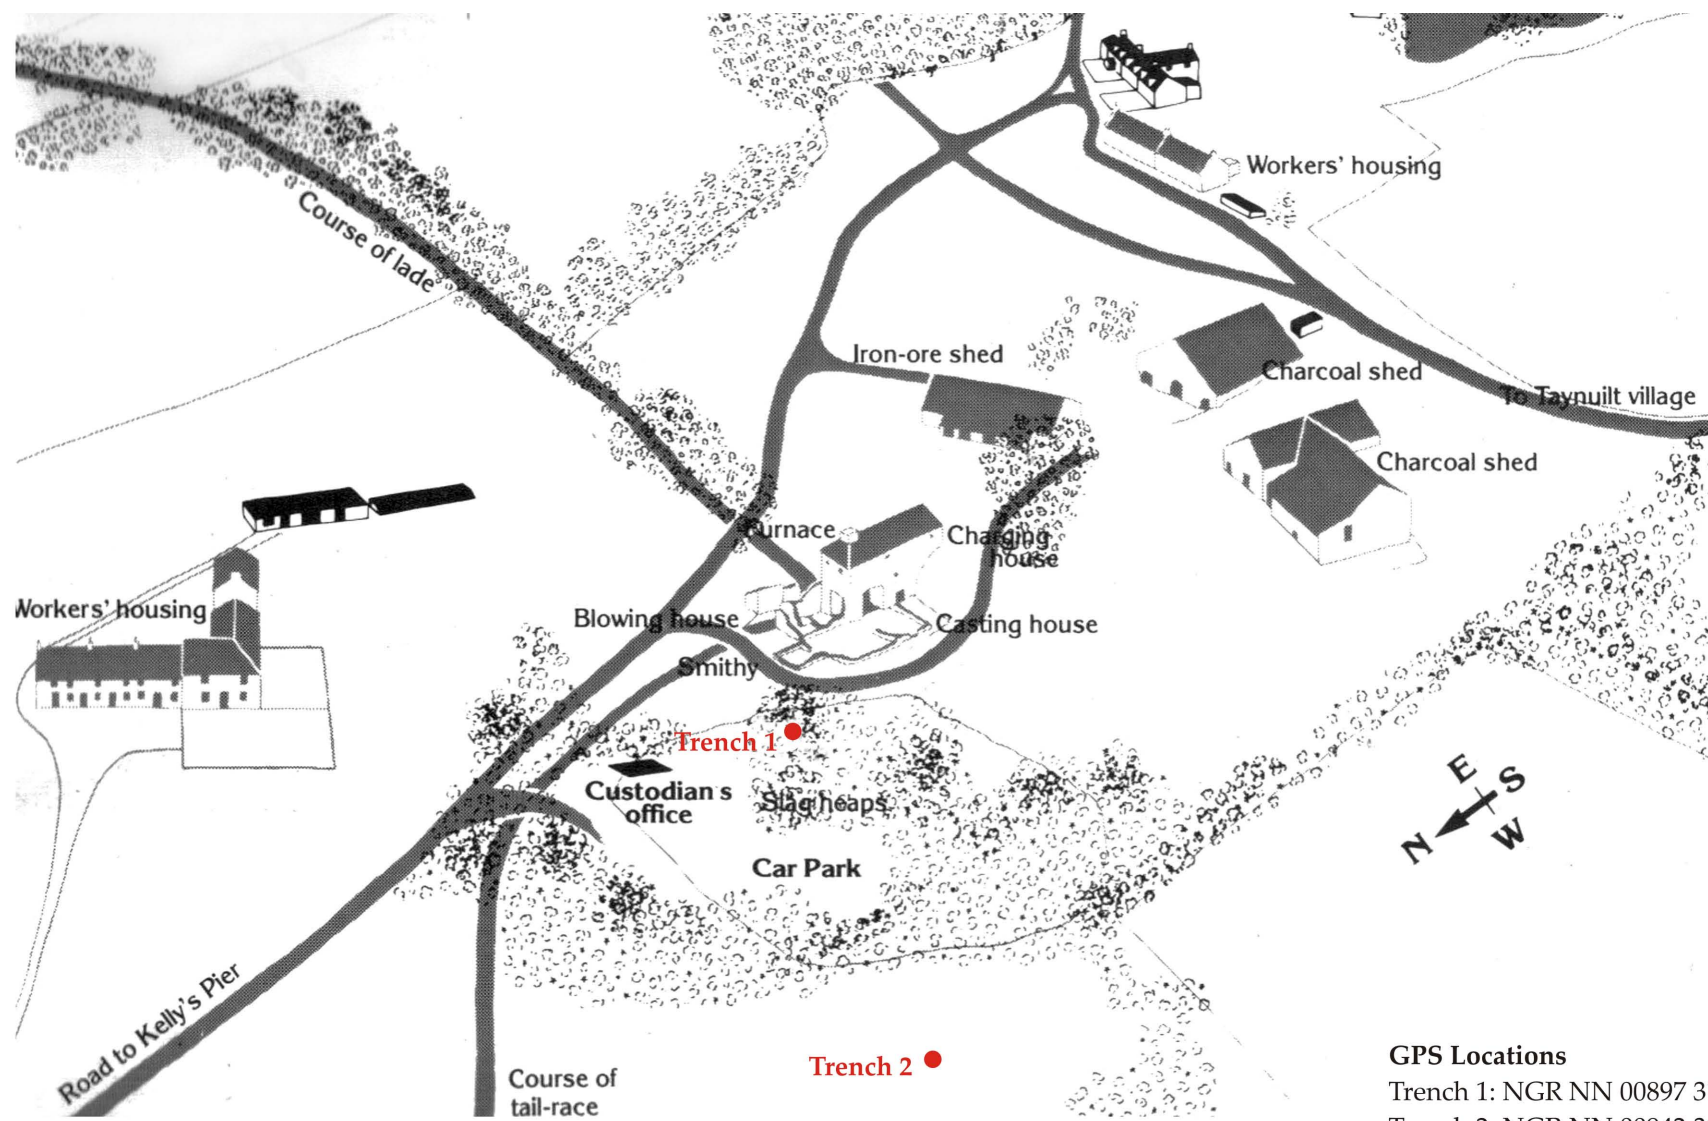 Workers' housing
Course of lade
Iron-ore shed
Charcoal shed
To Taynuilt village
Charcoal shed
Furnace
Charging
house
Workers' housing
Blowing house
Casting house
Smithy
Trench 1
Custodian's
office
Slag heaps
Car Park
E
S
N
W
Road to Kelly's Pier
Trench 2
Course of
tail-race
GPS Locations
Trench 1: NGR NN 00897 3